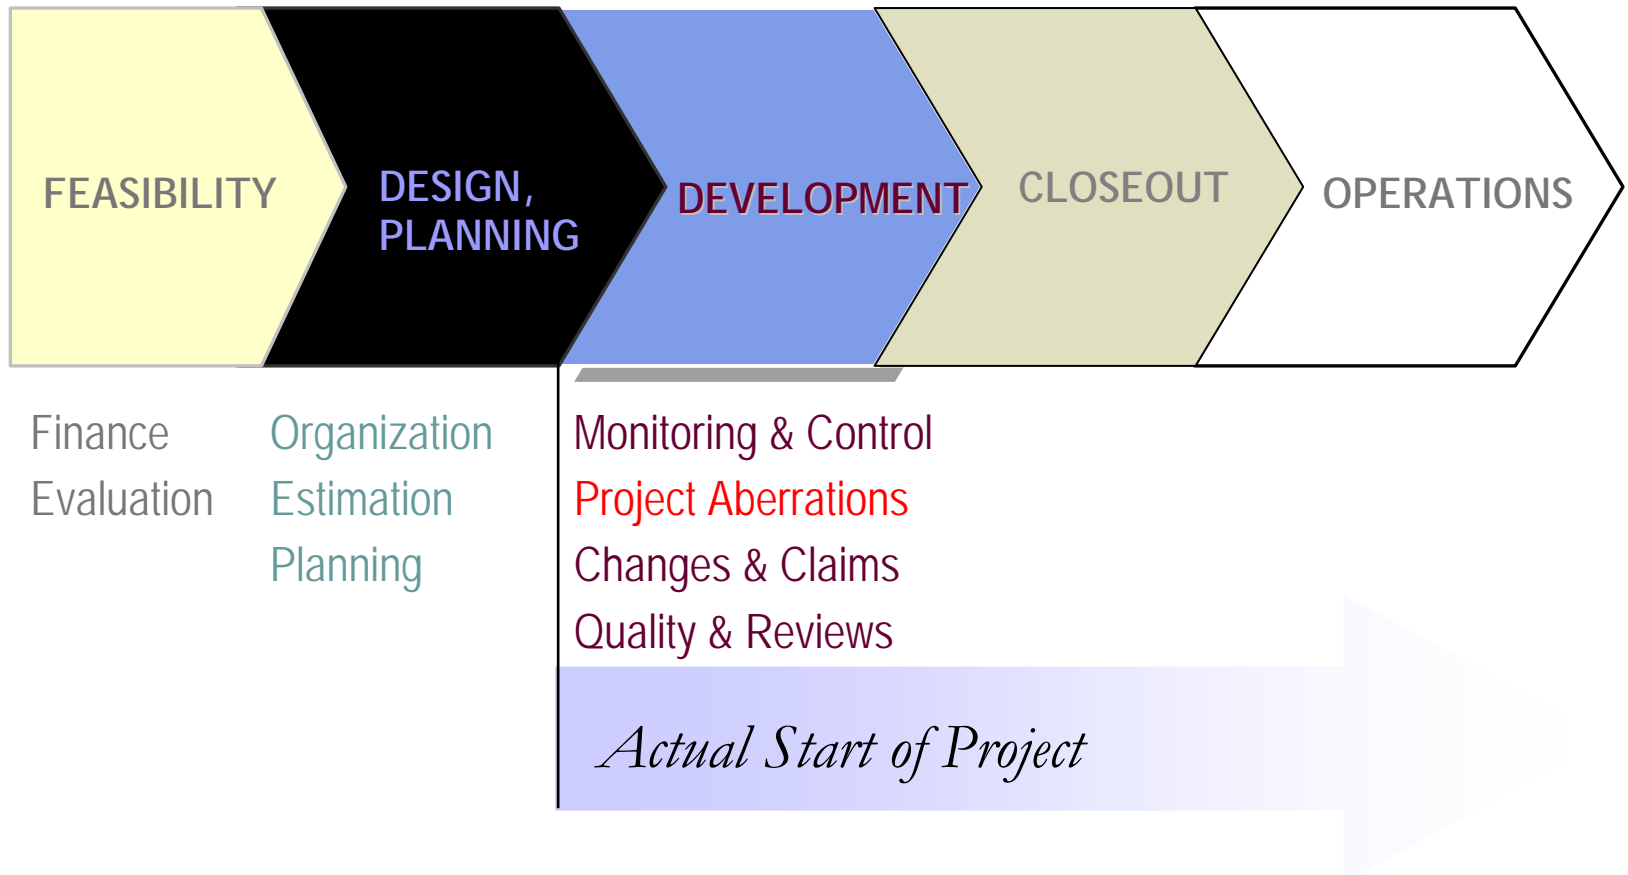 FEASIBILITY
DESIGN,
PLANNING
DEVELOPMENT
CLOSEOUT
OPERATIONS
Finance
Evaluation
Organization
Estimation
Planning
Monitoring & Control
Project Aberrations
Changes & Claims
Quality & Reviews
Actual Start of Project